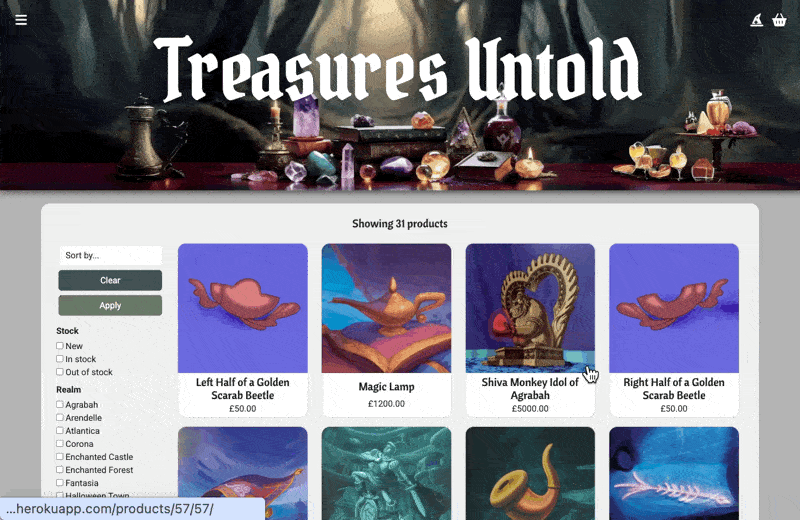 Treasures Untold
Showing 31 products
Sort by...
Clear
Apply
Stock
New
In stock
Out of stock
Realm
Agrabah
Arendelle
Atlantica
Corona
Enchanted Castle
Enchanted Forest
Fantasia
Halloween Town
Left Half of a Golden
Scarab Beetle
£50.00
Magic Lamp
£1200.00
Shiva Monkey Idol of
Agrabah
£5000.00
Right Half of a Golden
Scarab Beetle
£50.00
...herokuapp.com/products/57/57/